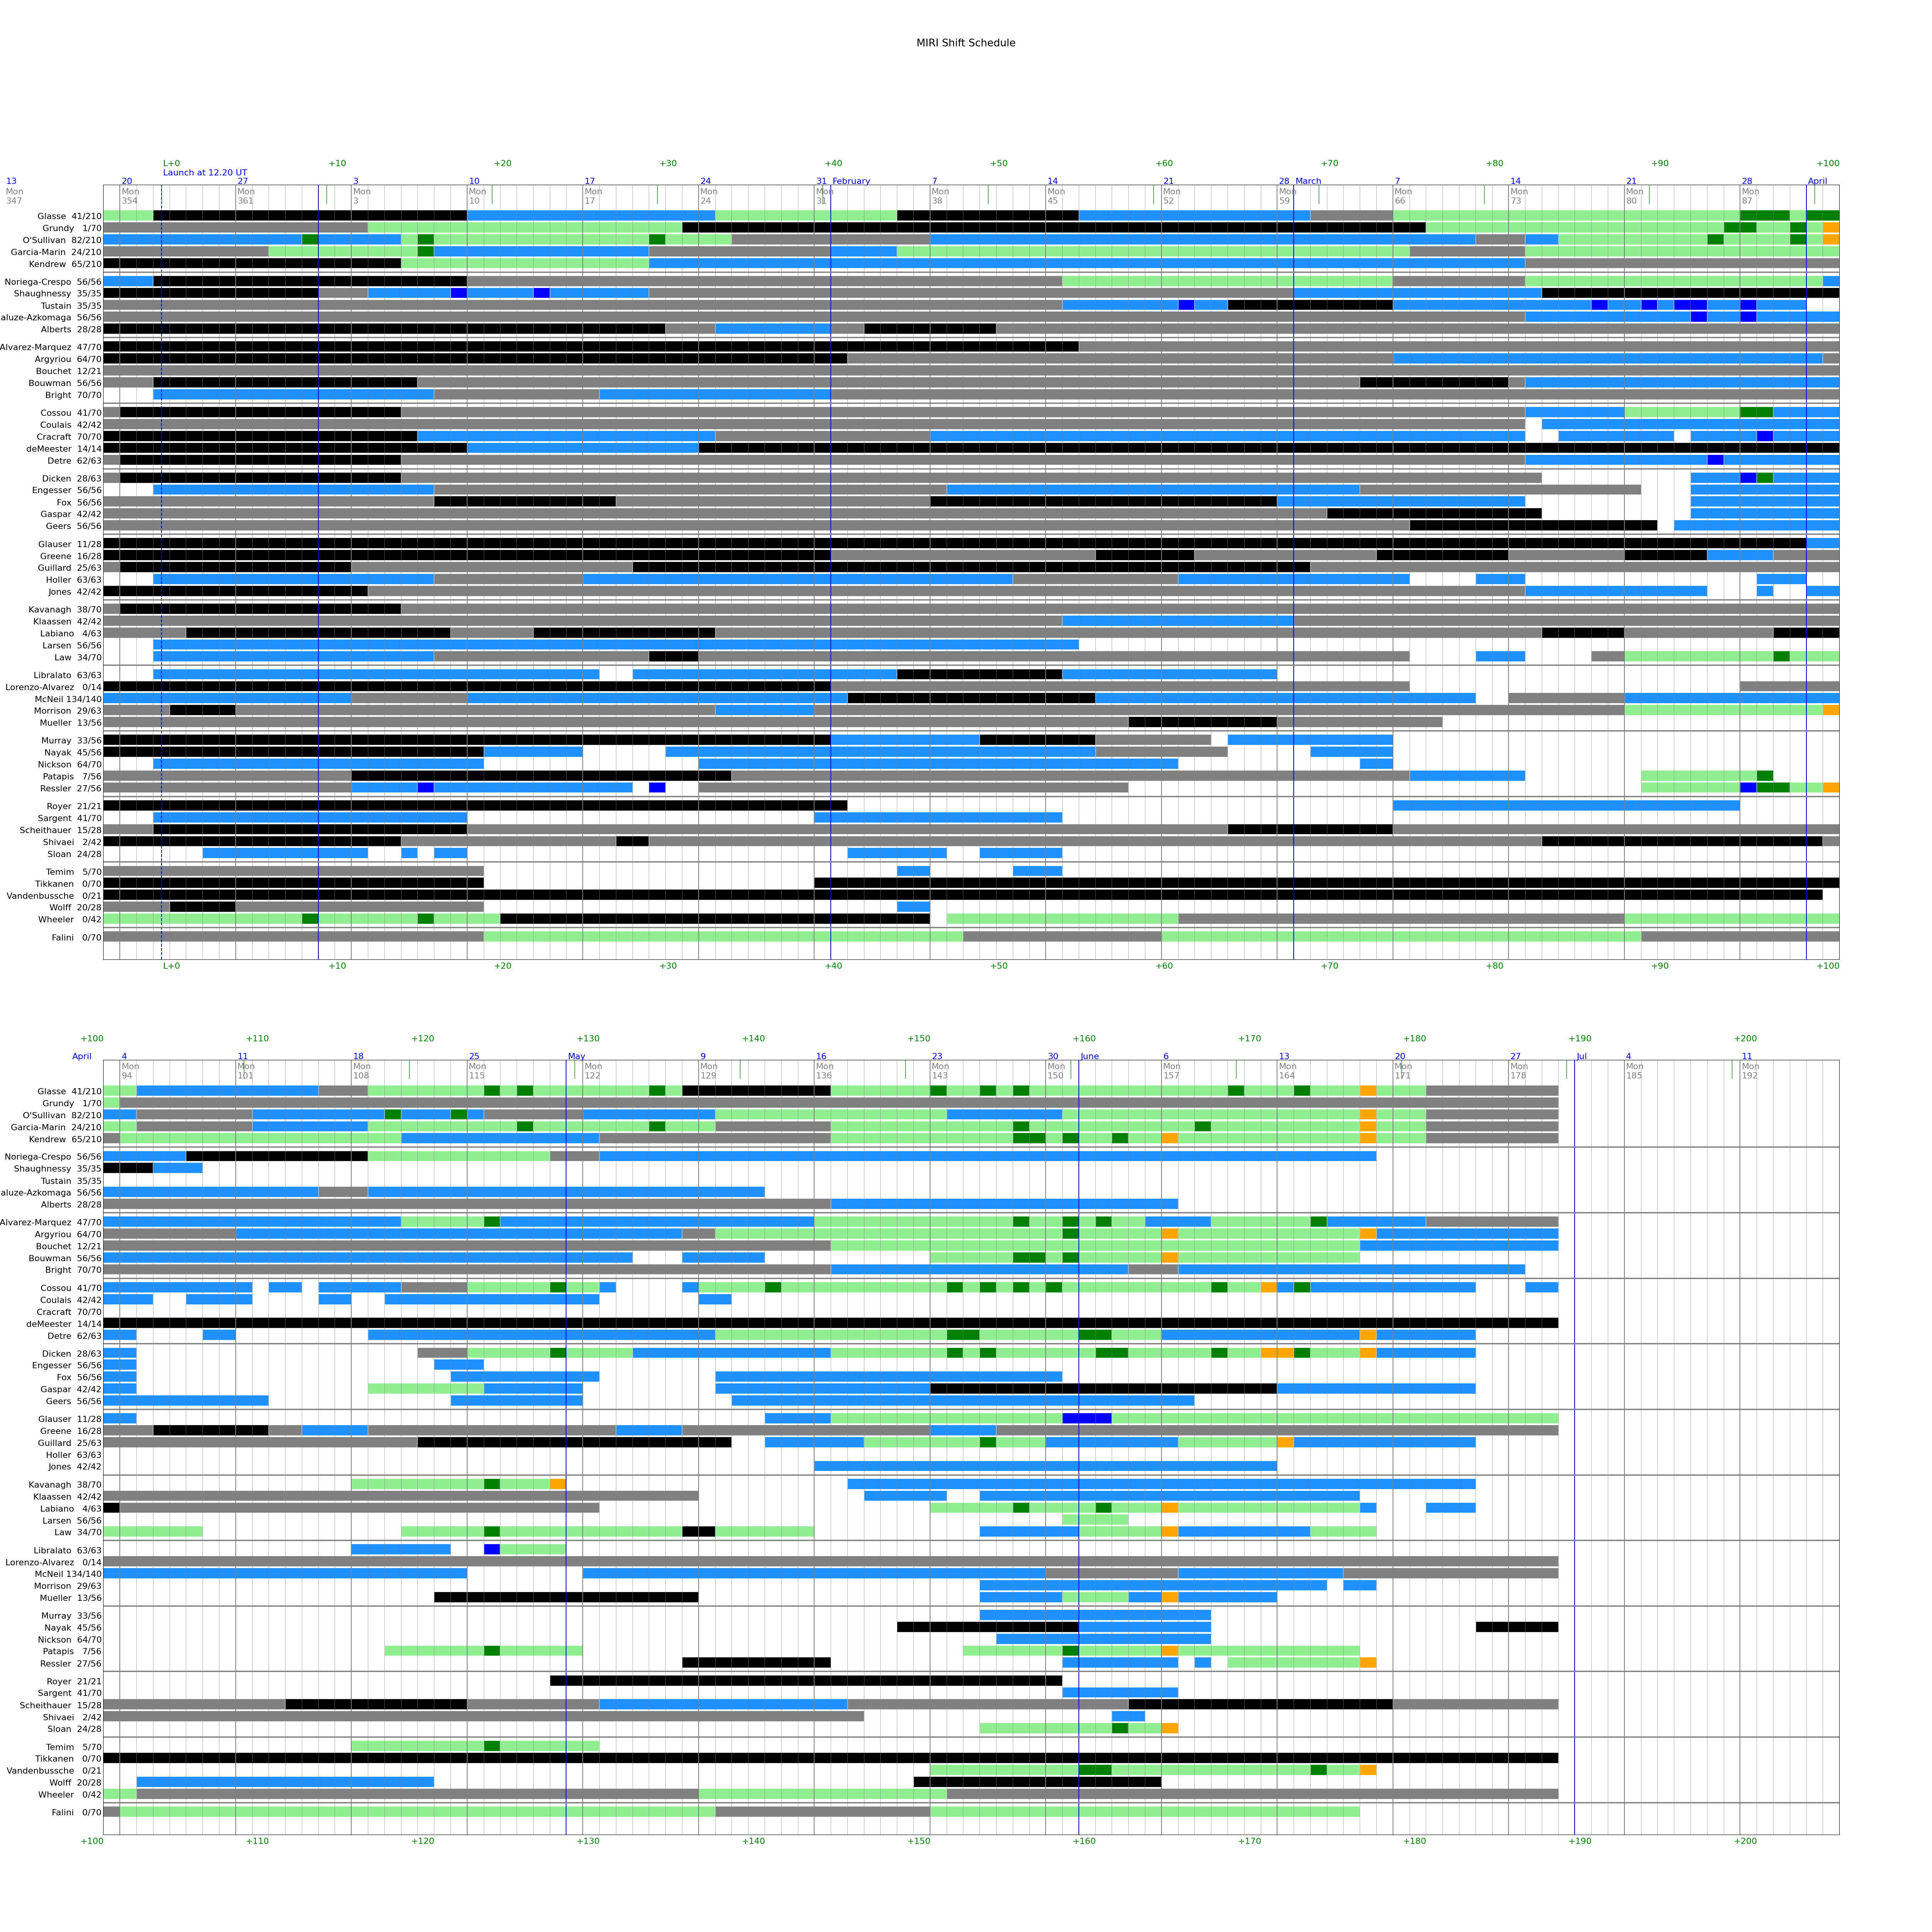 MIRI Shift Schedule
L+0 +10 +20 +30 +40 +50 +60 +70 +80 +90 +100
Launch at 12.20 UT
13 20 27 3 10 17 24 31 February 7 14 21 28 March 7 14 21 28 April
Mon Mon Mon Mon Mon Mon Mon Mon Mon Mon Mon Mon Mon Mon Mon Mon
347 354 361 3 10 17 24 31 38 45 52 59 66 73 80 87
Glasse 41/210
Grundy 1/70
O'Sullivan 82/210
Garcia-Marin 24/210
Kendrew 65/210
Noriega-Crespo 56/56
Shaughnessy 35/35
Tustain 35/35
aluze-Azkomaga 56/56
Alberts 28/28
Alvarez-Marquez 47/70
Argyriou 64/70
Bouchet 12/21
Bouwman 56/56
Bright 70/70
Cossou 41/70
Coulais 42/42
Cracraft 70/70
deMeester 14/14
Detre 62/63
Dicken 28/63
Engesser 56/56
Fox 56/56
Gaspar 42/42
Geers 56/56
Glauser 11/28
Greene 16/28
Guillard 25/63
Holler 63/63
Jones 42/42
Kavanagh 38/70
Klaassen 42/42
Labiano 4/63
Larsen 56/56
Law 34/70
Libralato 63/63
Lorenzo-Alvarez 0/14
McNeil 134/140
Morrison 29/63
Mueller 13/56
Murray 33/56
Nayak 45/56
Nickson 64/70
Patapis 7/56
Ressler 27/56
Royer 21/21
Sargent 41/70
Scheithauer 15/28
Shivaei 2/42
Sloan 24/28
Temim 5/70
Tikkanen 0/70
Vandenbussche 0/21
Wolff 20/28
Wheeler 0/42
Falini 0/70
L+0 +10 +20 +30 +40 +50 +60 +70 +80 +90 +100
+100 +110 +120 +130 +140 +150 +160 +170 +180 +190 +200
April 4 11 18 25 May 9 16 23 30 June 6 13 20 27 Jul 4 11
Mon Mon Mon Mon Mon Mon Mon Mon Mon Mon Mon Mon Mon Mon Mon
94 101 108 115 122 129 136 143 150 157 164 171 178 185 192
Glasse 41/210
Grundy 1/70
O'Sullivan 82/210
Garcia-Marin 24/210
Kendrew 65/210
Noriega-Crespo 56/56
Shaughnessy 35/35
Tustain 35/35
aluze-Azkomaga 56/56
Alberts 28/28
Alvarez-Marquez 47/70
Argyriou 64/70
Bouchet 12/21
Bouwman 56/56
Bright 70/70
Cossou 41/70
Coulais 42/42
Cracraft 70/70
deMeester 14/14
Detre 62/63
Dicken 28/63
Engesser 56/56
Fox 56/56
Gaspar 42/42
Geers 56/56
Glauser 11/28
Greene 16/28
Guillard 25/63
Holler 63/63
Jones 42/42
Kavanagh 38/70
Klaassen 42/42
Labiano 4/63
Larsen 56/56
Law 34/70
Libralato 63/63
Lorenzo-Alvarez 0/14
McNeil 134/140
Morrison 29/63
Mueller 13/56
Murray 33/56
Nayak 45/56
Nickson 64/70
Patapis 7/56
Ressler 27/56
Royer 21/21
Sargent 41/70
Scheithauer 15/28
Shivaei 2/42
Sloan 24/28
Temim 5/70
Tikkanen 0/70
Vandenbussche 0/21
Wolff 20/28
Wheeler 0/42
Falini 0/70
+100 +110 +120 +130 +140 +150 +160 +170 +180 +190 +200